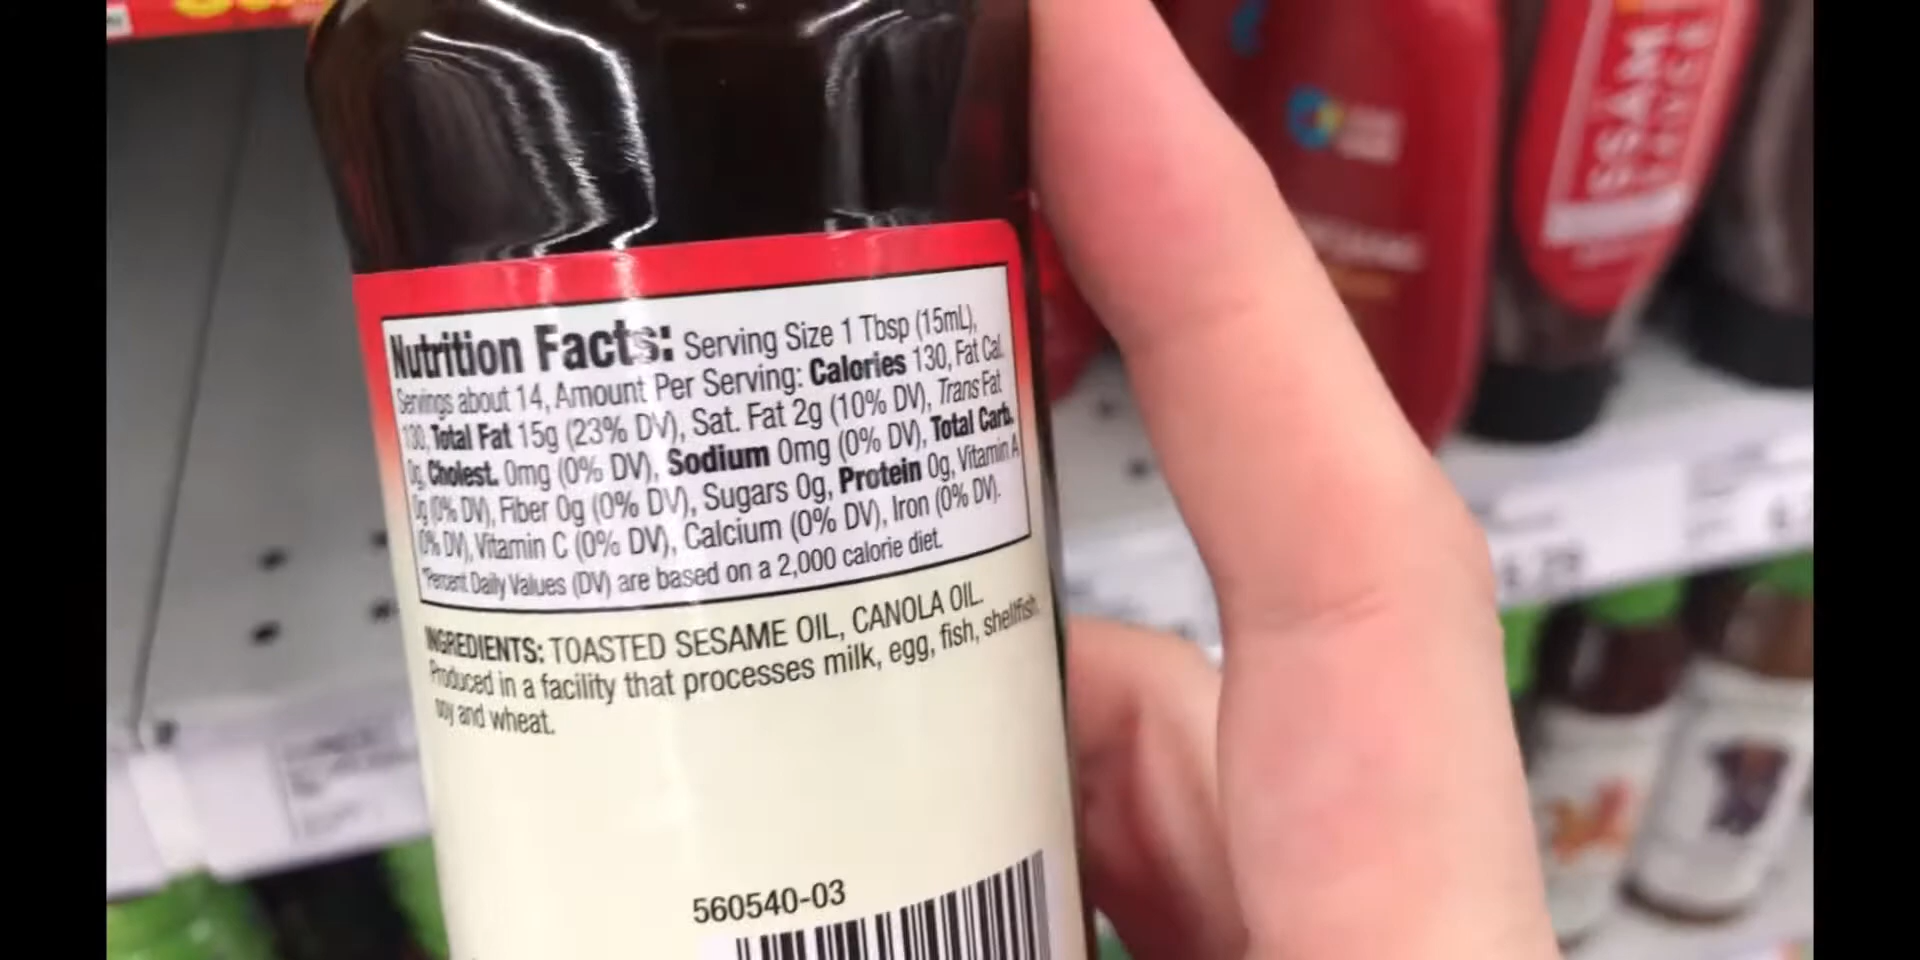 Nutrition Facts: Serving Size 1 Tbsp (15mL),
Servings about 14, Amount Per Serving: Calories 130, Fat Cal.
130, Total Fat 15g (23% DV), Sat. Fat 2g (10% DV), Trans Fat
0g, Cholest. 0mg (0% DV), Sodium 0mg (0% DV), Total Carb.
0g (0% DV), Fiber 0g (0% DV), Sugars 0g, Protein 0g, Vitamin A
(0% DV), Vitamin C (0% DV), Calcium (0% DV), Iron (0% DV).
*Percent Daily Values (DV) are based on a 2,000 calorie diet.
INGREDIENTS: TOASTED SESAME OIL, CANOLA OIL.
Produced in a facility that processes milk, egg, fish, shellfish,
soy and wheat.
560540-03
SSAM